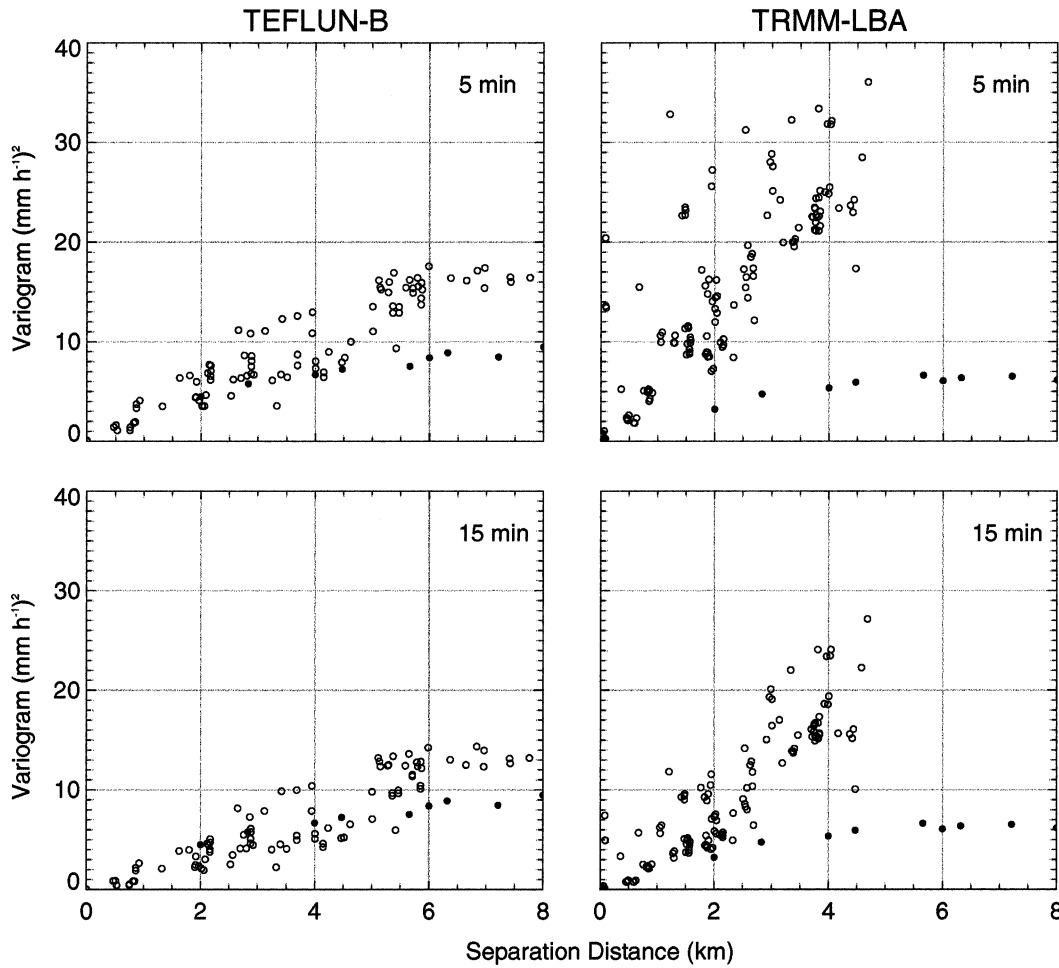 TEFLUN-B
TRMM-LBA
40
30
20
10
0
5 min
5 min
Variogram (mm h⁻¹)²
40
30
20
10
0
15 min
15 min
Variogram (mm h⁻¹)²
0 2 4 6 8
0 2 4 6 8
Separation Distance (km)